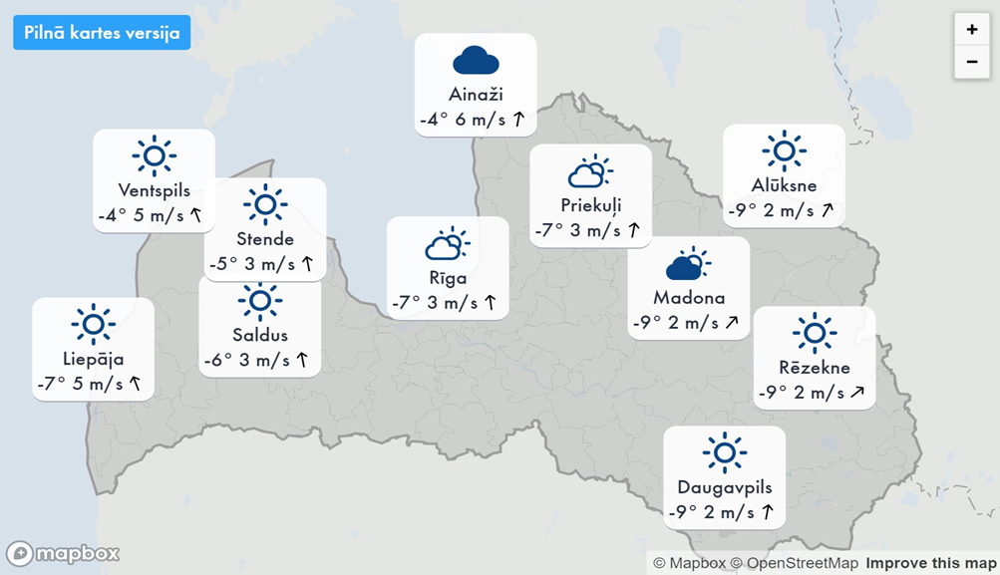 Pilnā kartes versija
+
−
Ainaži
-4° 6 m/s ↑
Ventspils
-4° 5 m/s ↖
Stende
-5° 3 m/s ↑
Priekuļi
-7° 3 m/s ↑
Alūksne
-9° 2 m/s ↗
Rīga
-7° 3 m/s ↑
Madona
-9° 2 m/s ↗
Liepāja
-7° 5 m/s ↖
Saldus
-6° 3 m/s ↑
Rēzekne
-9° 2 m/s ↗
Daugavpils
-9° 2 m/s ↑
mapbox
© Mapbox © OpenStreetMap Improve this map